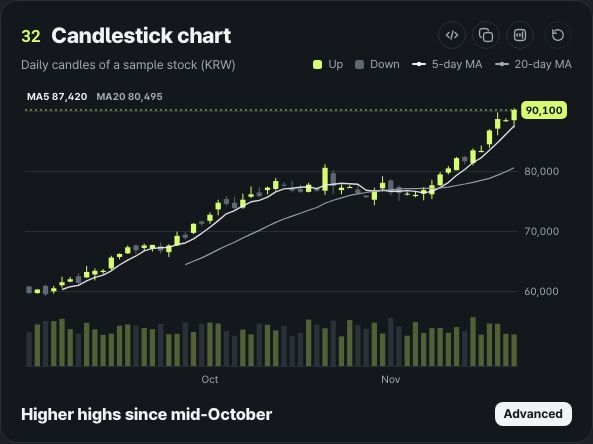 32 Candlestick chart
Daily candles of a sample stock (KRW)
Up Down 5-day MA 20-day MA
MA5 87,420 MA20 80,495
90,100
80,000
70,000
60,000
Oct Nov
Higher highs since mid-October
Advanced